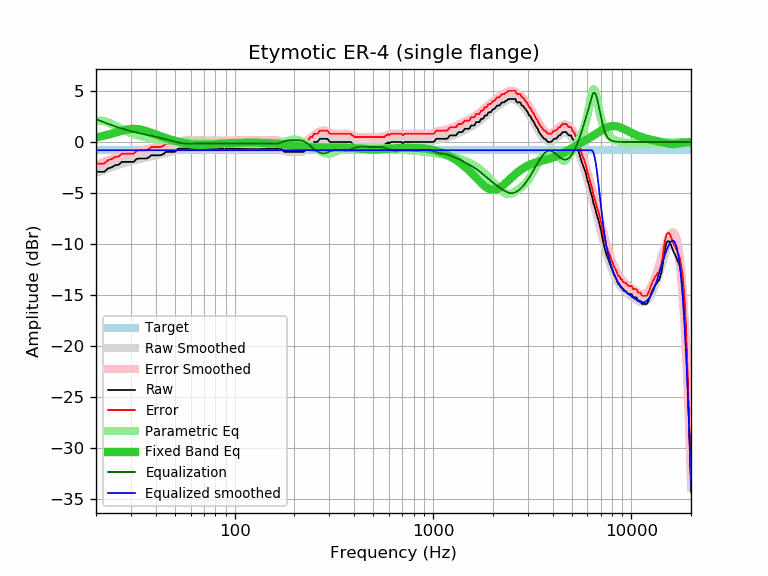 Etymotic ER-4 (single flange)
5
0
−5
−10
−15
−20
−25
−30
−35
Amplitude (dBr)
Target
Raw Smoothed
Error Smoothed
Raw
Error
Parametric Eq
Fixed Band Eq
Equalization
Equalized smoothed
100
1000
10000
Frequency (Hz)